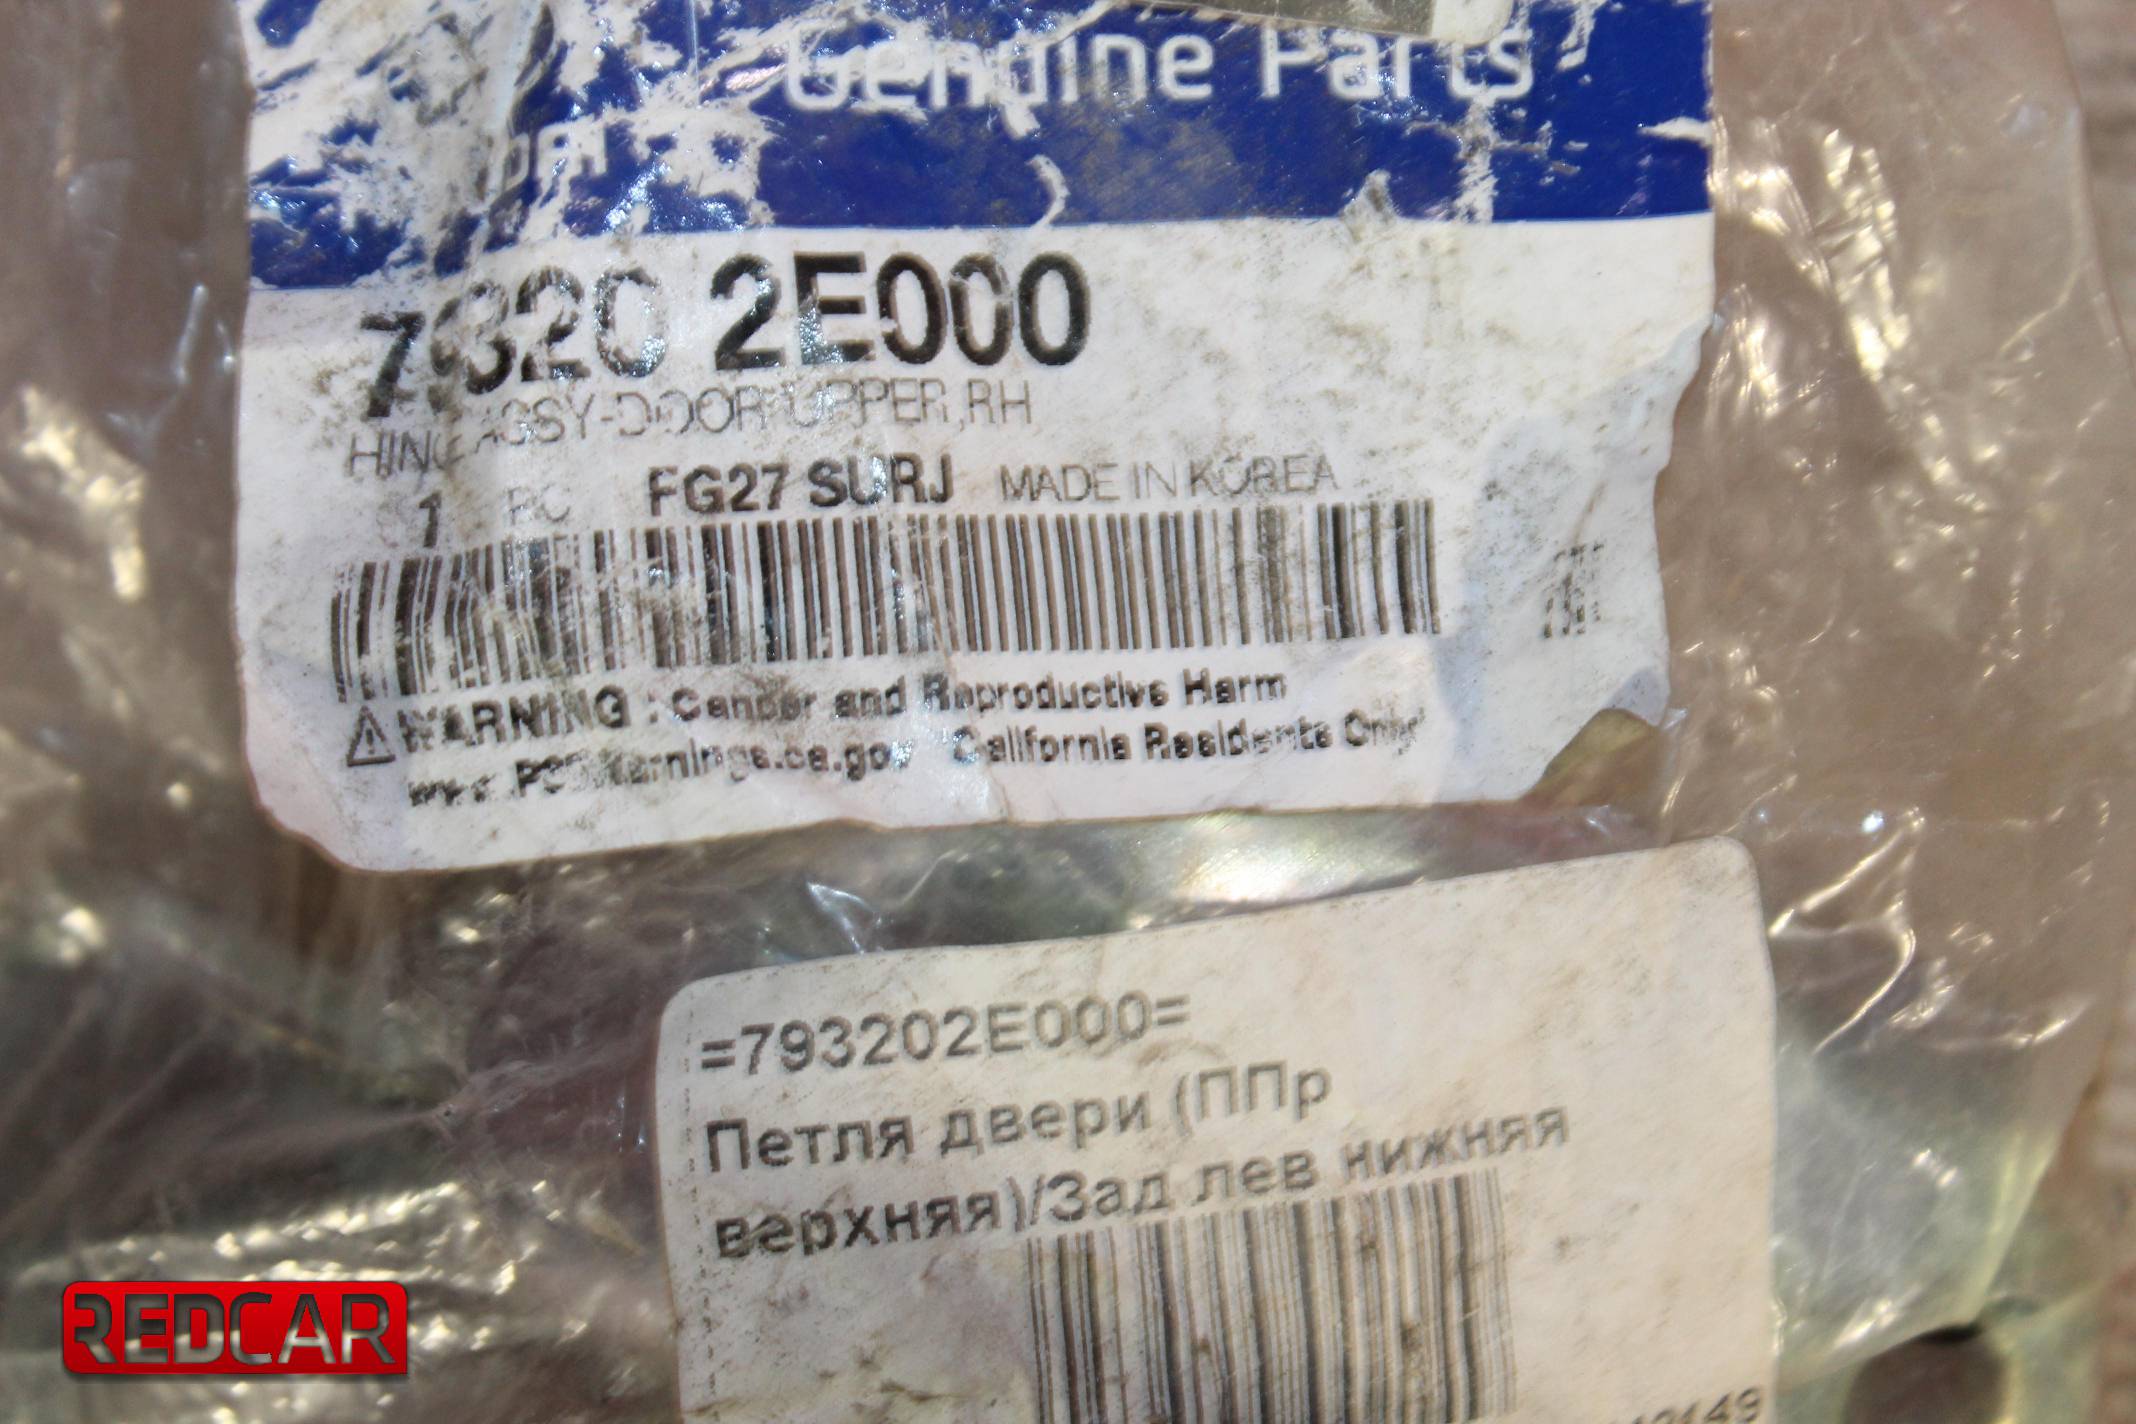 Genuine Parts
79320 2E000
HINGE ASSY-DOOR UPPER,RH
1 PC FG27 SURJ MADE IN KOREA
WARNING : Cancer and Reproductive Harm
www.P65Warnings.ca.gov "California Residents Only"
=793202E000=
Петля двери (ППр
верхняя)/Зад лев нижняя
REDCAR